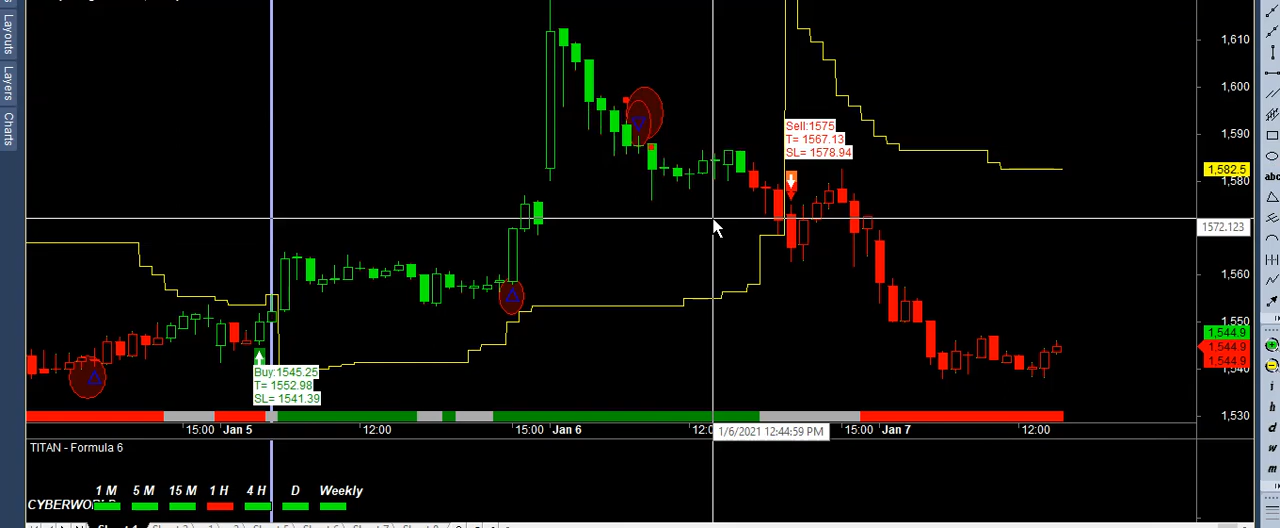 Layouts
Layers
Charts
1,610
1,600
1,590
1,582.5
1,580
1572.123
1,560
1,550
1,544.9
1,544.9
1,544.9
1,530
Sell:1575
T= 1567.13
SL= 1578.94
Buy:1545.25
T= 1552.98
SL= 1541.39
15:00 Jan 5 12:00 15:00 Jan 6 12:0 1/6/2021 12:44:59 PM 15:00 Jan 7 12:00
TITAN - Formula 6
1 M 5 M 15 M 1 H 4 H D Weekly
abc
i
h
d
w
m